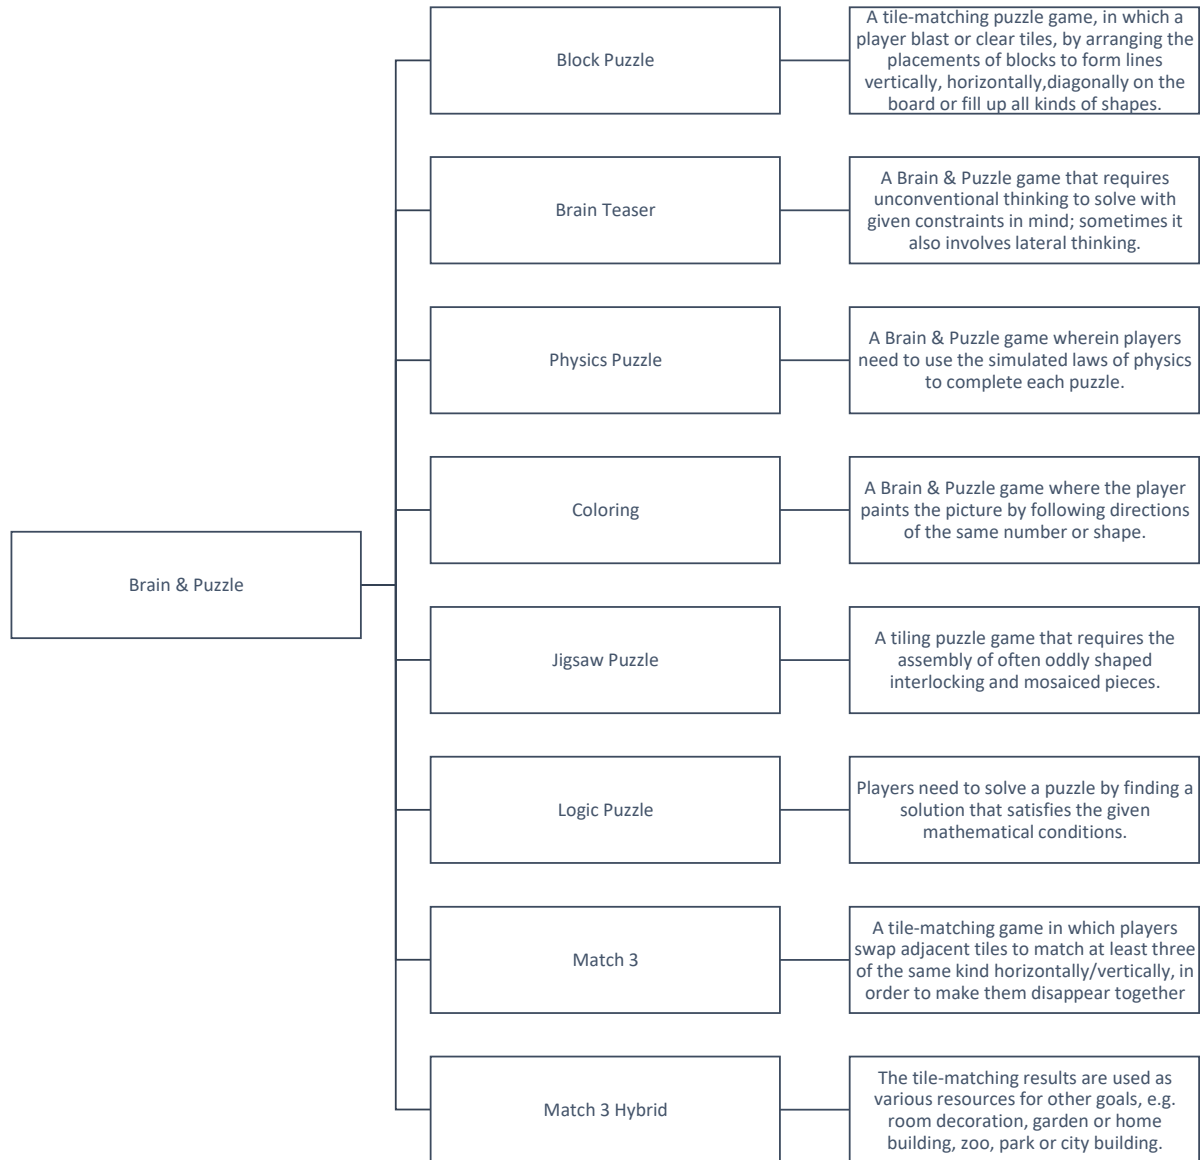 Brain & Puzzle
Block Puzzle
A tile-matching puzzle game, in which a
player blast or clear tiles, by arranging the
placements of blocks to form lines
vertically, horizontally,diagonally on the
board or fill up all kinds of shapes.
Brain Teaser
A Brain & Puzzle game that requires
unconventional thinking to solve with
given constraints in mind; sometimes it
also involves lateral thinking.
Physics Puzzle
A Brain & Puzzle game wherein players
need to use the simulated laws of physics
to complete each puzzle.
Coloring
A Brain & Puzzle game where the player
paints the picture by following directions
of the same number or shape.
Jigsaw Puzzle
A tiling puzzle game that requires the
assembly of often oddly shaped
interlocking and mosaiced pieces.
Logic Puzzle
Players need to solve a puzzle by finding a
solution that satisfies the given
mathematical conditions.
Match 3
A tile-matching game in which players
swap adjacent tiles to match at least three
of the same kind horizontally/vertically, in
order to make them disappear together
Match 3 Hybrid
The tile-matching results are used as
various resources for other goals, e.g.
room decoration, garden or home
building, zoo, park or city building.